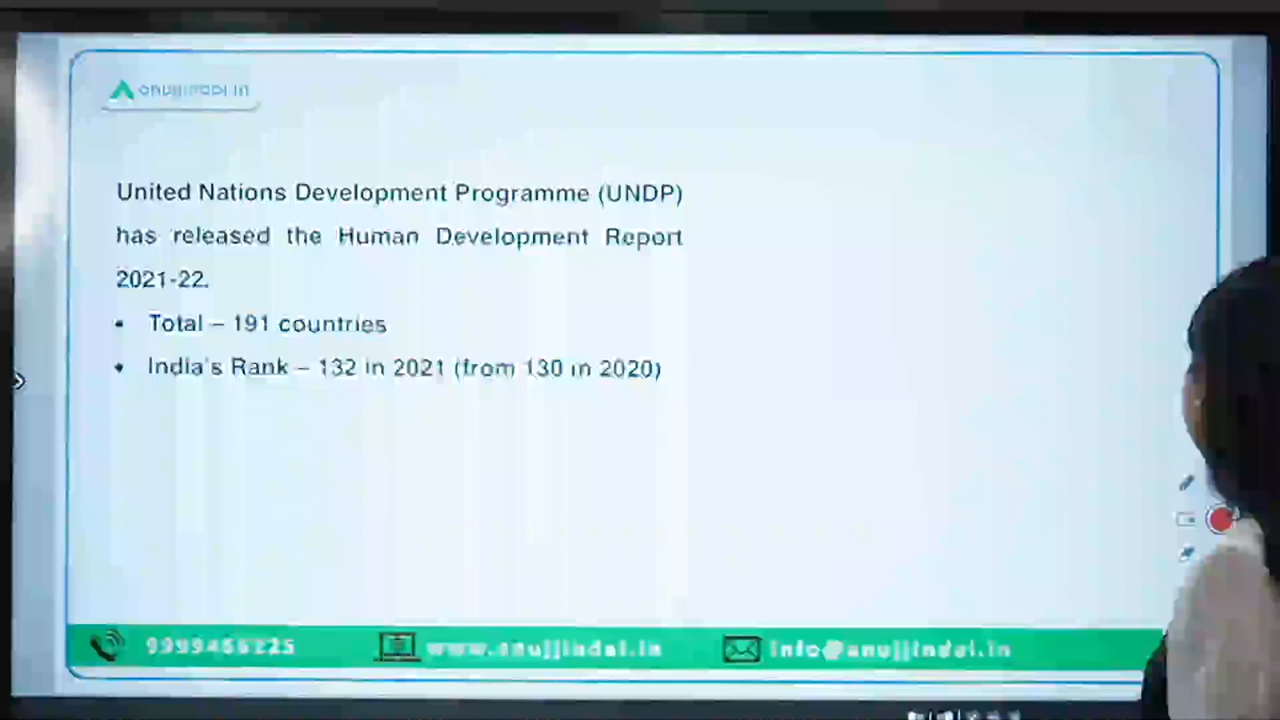 anujjindal.in
United Nations Development Programme (UNDP)
has released the Human Development Report
2021-22.
• Total – 191 countries
• India's Rank – 132 in 2021 (from 130 in 2020)
www.anujjindal.in
info@anujjindal.in